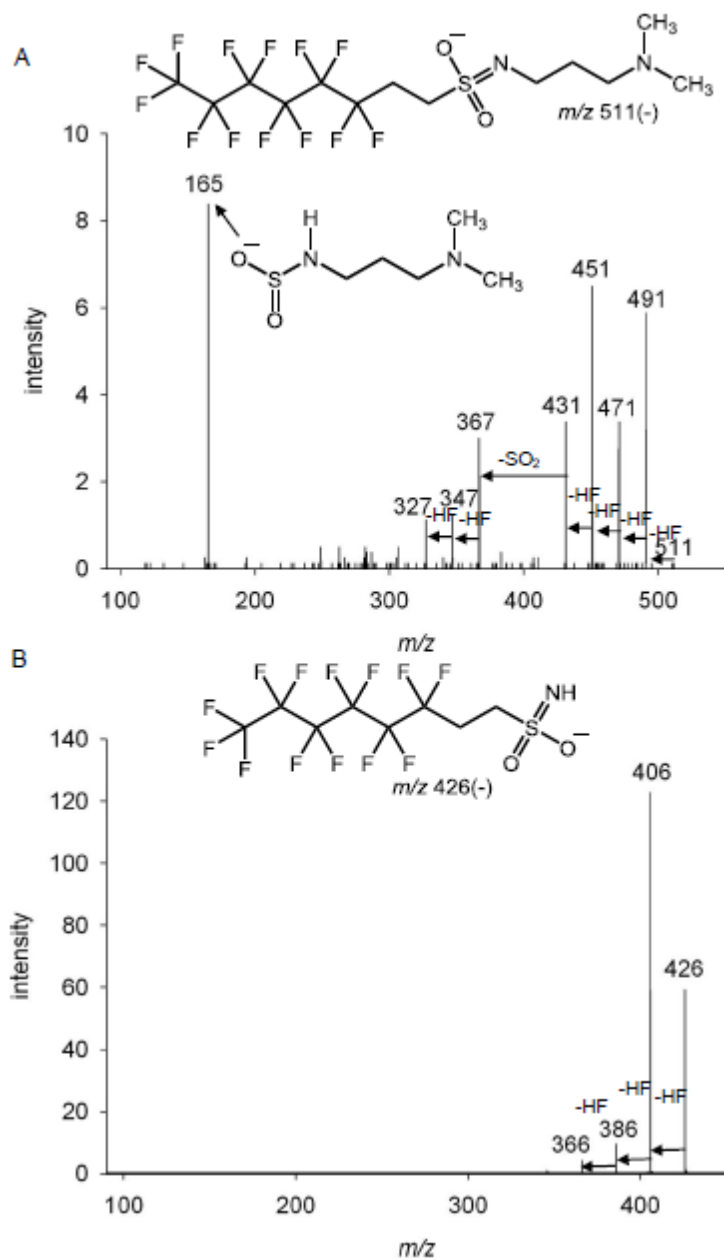 A
F F F F F
F F
F F F F F F
O⁻
S N
O
N
CH3
CH3
m/z 511(-)
10
8
6
4
2
0
intensity
165
H
O⁻
S
N
O
N
CH3
CH3
451
491
367
431
471
-SO2
327
347
-HF
-HF
-HF
-HF
-HF
-HF
511
100 200 300 400 500
m/z
B
F F F F F F
F F
F F F F F
NH
S
O O⁻
m/z 426(-)
140
120
100
80
60
40
20
0
intensity
406
426
-HF
-HF
-HF
386
366
100 200 300 400
m/z